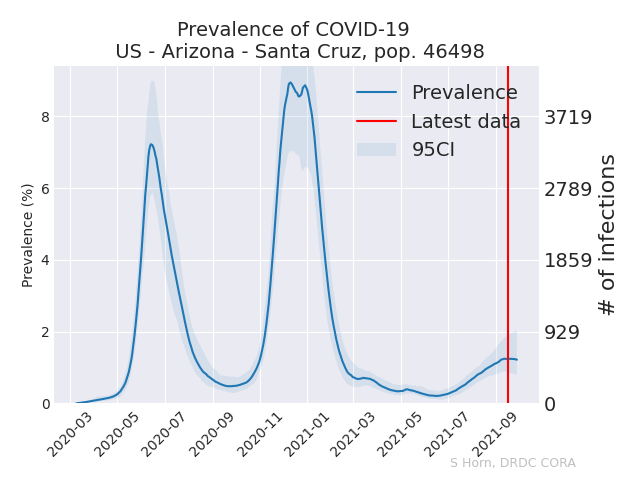 Prevalence of COVID-19
US - Arizona - Santa Cruz, pop. 46498
Prevalence
Latest data
95CI
Prevalence (%)
8
6
4
2
0
3719
2789
1859
929
0
# of infections
2020-03
2020-05
2020-07
2020-09
2020-11
2021-01
2021-03
2021-05
2021-07
2021-09
S Horn, DRDC CORA